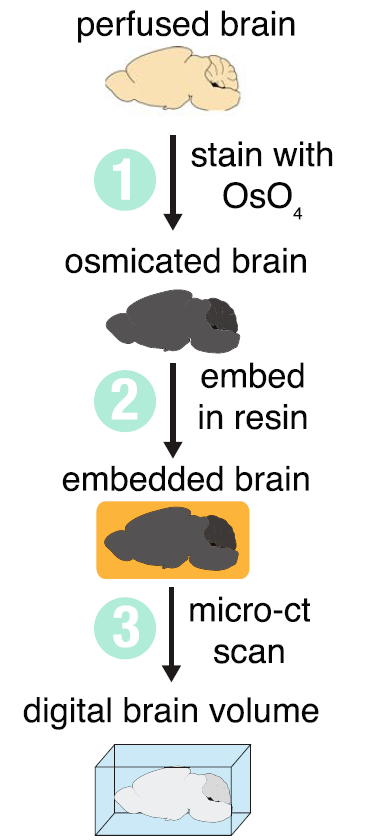 perfused brain
1
stain with
OsO₄
osmicated brain
2
embed
in resin
embedded brain
3
micro-ct
scan
digital brain volume